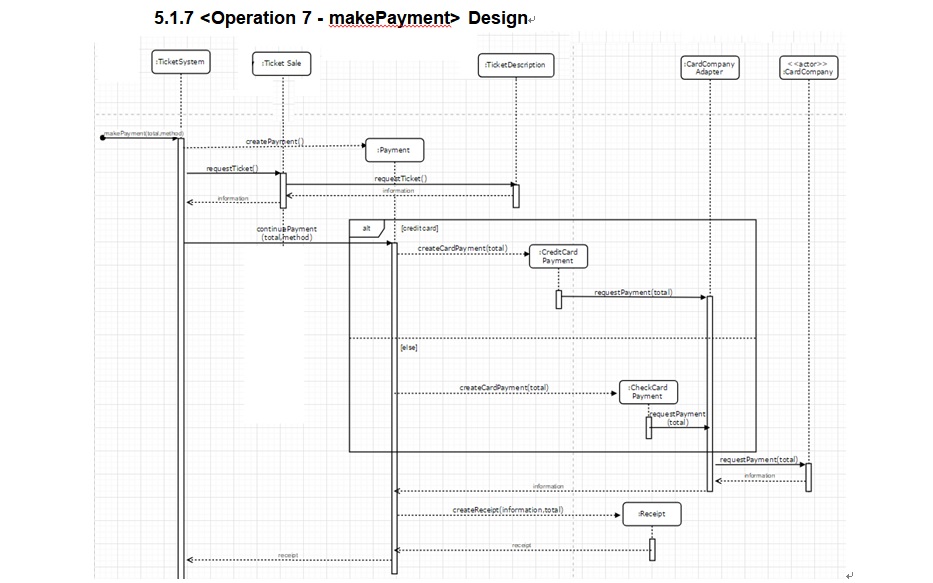 5.1.7 <Operation 7 - makePayment> Design
:TicketSystem
:Ticket Sale
:TicketDescription
:CardCompany
Adapter
<<actor>>
:CardCompany
makePayment(total,method)
createPayment()
:Payment
requestTicket()
requestTicket()
information
information
continuePayment
(total,method)
alt
[creditcard]
createCardPayment(total)
:CreditCard
Payment
requestPayment(total)
[else]
createCardPayment(total)
:CheckCard
Payment
requestPayment
(total)
requestPayment(total)
information
information
createReceipt(information,total)
:Receipt
receipt
receipt